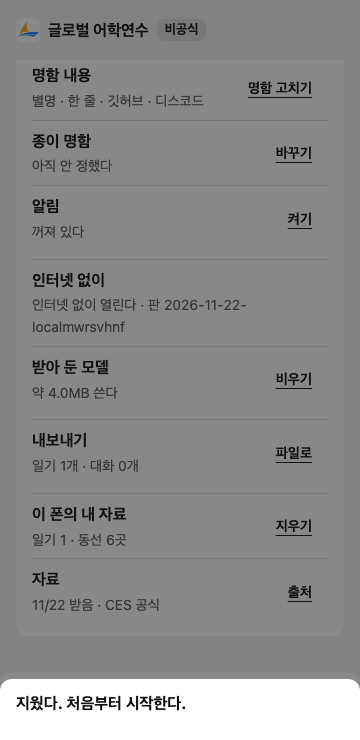 글로벌 어학연수 비공식
명함 내용
명함 고치기
별명 · 한 줄 · 깃허브 · 디스코드
종이 명함
바꾸기
아직 안 정했다
알림
켜기
꺼져 있다
인터넷 없이
인터넷 없이 열린다 · 판 2026-11-22-
localmwrsvhnf
받아 둔 모델
비우기
약 4.0MB 쓴다
내보내기
파일로
일기 1개 · 대화 0개
이 폰의 내 자료
지우기
일기 1 · 동선 6곳
자료
출처
11/22 받음 · CES 공식
지웠다. 처음부터 시작한다.